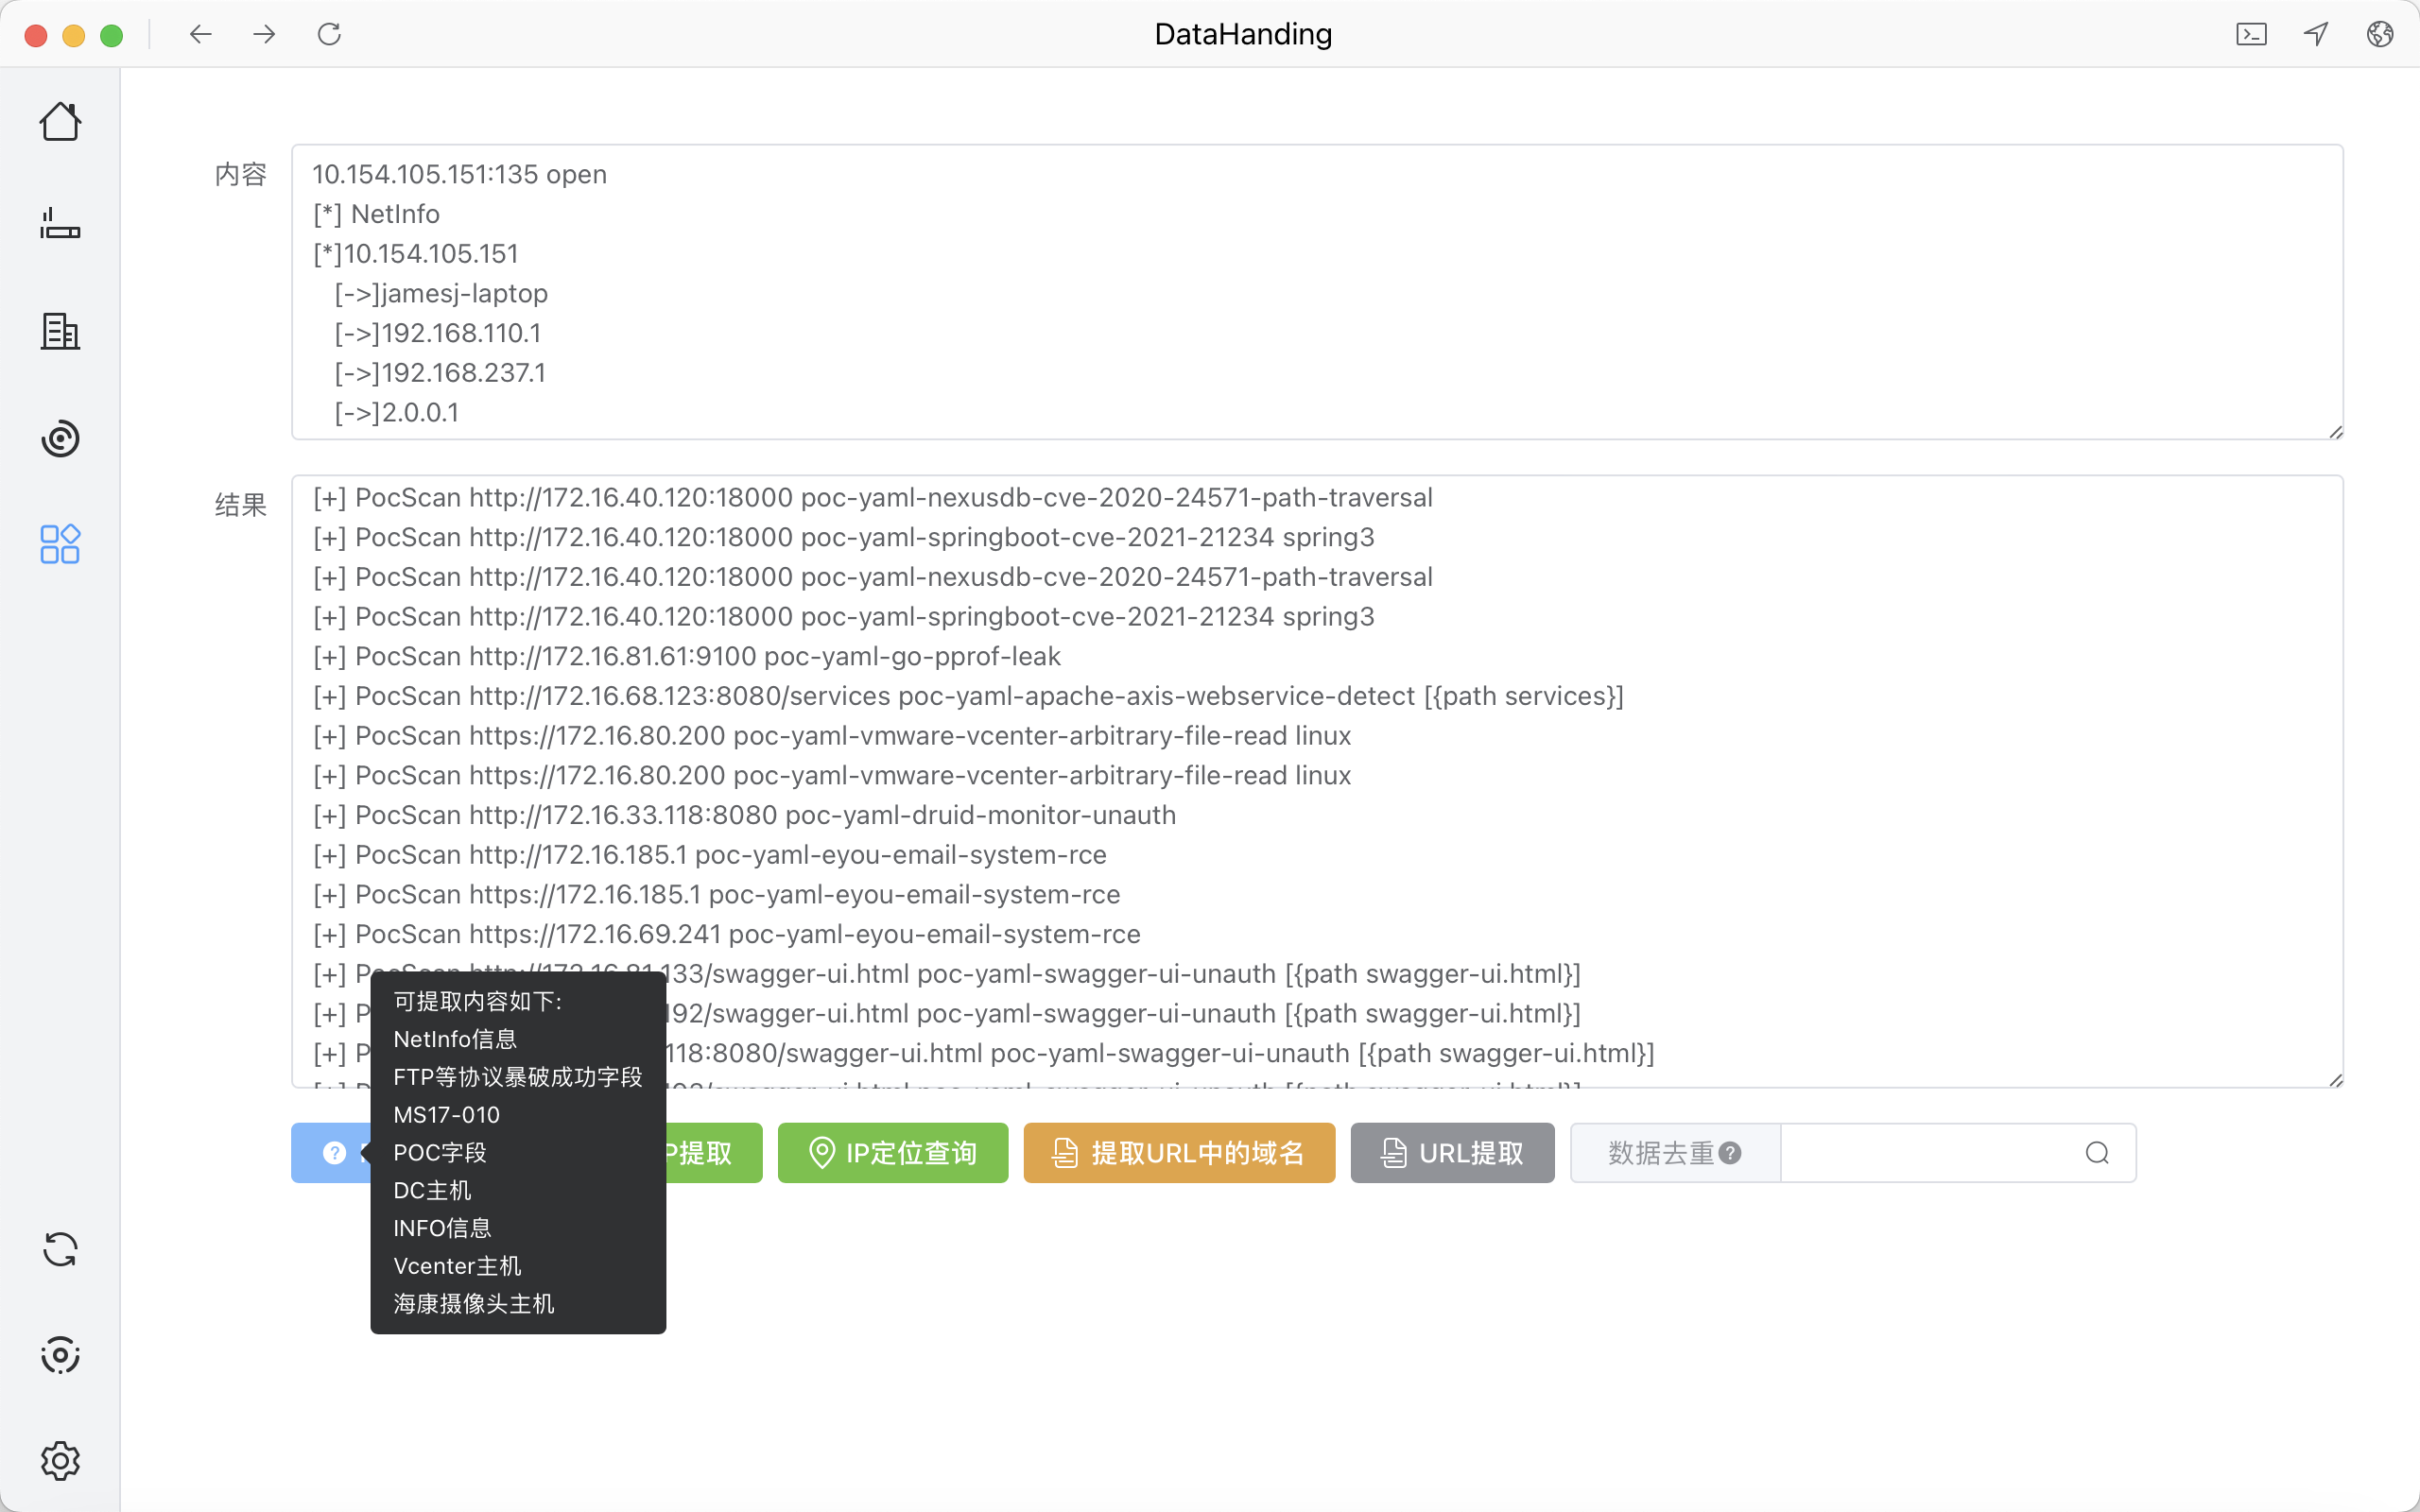 DataHanding
内容
10.154.105.151:135 open
[*] NetInfo
[*]10.154.105.151
[->]jamesj-laptop
[->]192.168.110.1
[->]192.168.237.1
[->]2.0.0.1
结果
[+] PocScan http://172.16.40.120:18000 poc-yaml-nexusdb-cve-2020-24571-path-traversal
[+] PocScan http://172.16.40.120:18000 poc-yaml-springboot-cve-2021-21234 spring3
[+] PocScan http://172.16.40.120:18000 poc-yaml-nexusdb-cve-2020-24571-path-traversal
[+] PocScan http://172.16.40.120:18000 poc-yaml-springboot-cve-2021-21234 spring3
[+] PocScan http://172.16.81.61:9100 poc-yaml-go-pprof-leak
[+] PocScan http://172.16.68.123:8080/services poc-yaml-apache-axis-webservice-detect [{path services}]
[+] PocScan https://172.16.80.200 poc-yaml-vmware-vcenter-arbitrary-file-read linux
[+] PocScan https://172.16.80.200 poc-yaml-vmware-vcenter-arbitrary-file-read linux
[+] PocScan http://172.16.33.118:8080 poc-yaml-druid-monitor-unauth
[+] PocScan http://172.16.185.1 poc-yaml-eyou-email-system-rce
[+] PocScan https://172.16.185.1 poc-yaml-eyou-email-system-rce
[+] PocScan https://172.16.69.241 poc-yaml-eyou-email-system-rce
[+] PocScan http://172.16.81.133/swagger-ui.html poc-yaml-swagger-ui-unauth [{path swagger-ui.html}]
[+] P 192/swagger-ui.html poc-yaml-swagger-ui-unauth [{path swagger-ui.html}]
[+] P 118:8080/swagger-ui.html poc-yaml-swagger-ui-unauth [{path swagger-ui.html}]
可提取内容如下:
NetInfo信息
FTP等协议暴破成功字段
MS17-010
POC字段
DC主机
INFO信息
Vcenter主机
海康摄像头主机
P提取
IP定位查询
提取URL中的域名
URL提取
数据去重